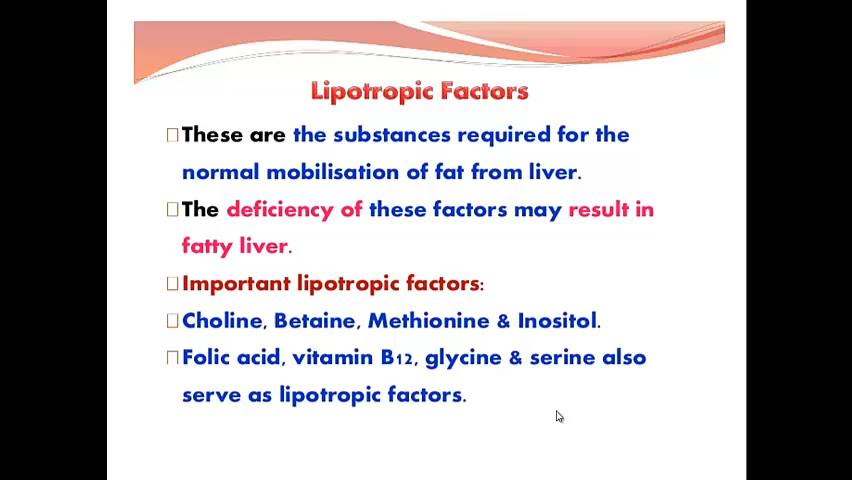 Lipotropic Factors
These are the substances required for the
normal mobilisation of fat from liver.
The deficiency of these factors may result in
fatty liver.
Important lipotropic factors:
Choline, Betaine, Methionine & Inositol.
Folic acid, vitamin B12, glycine & serine also
serve as lipotropic factors.